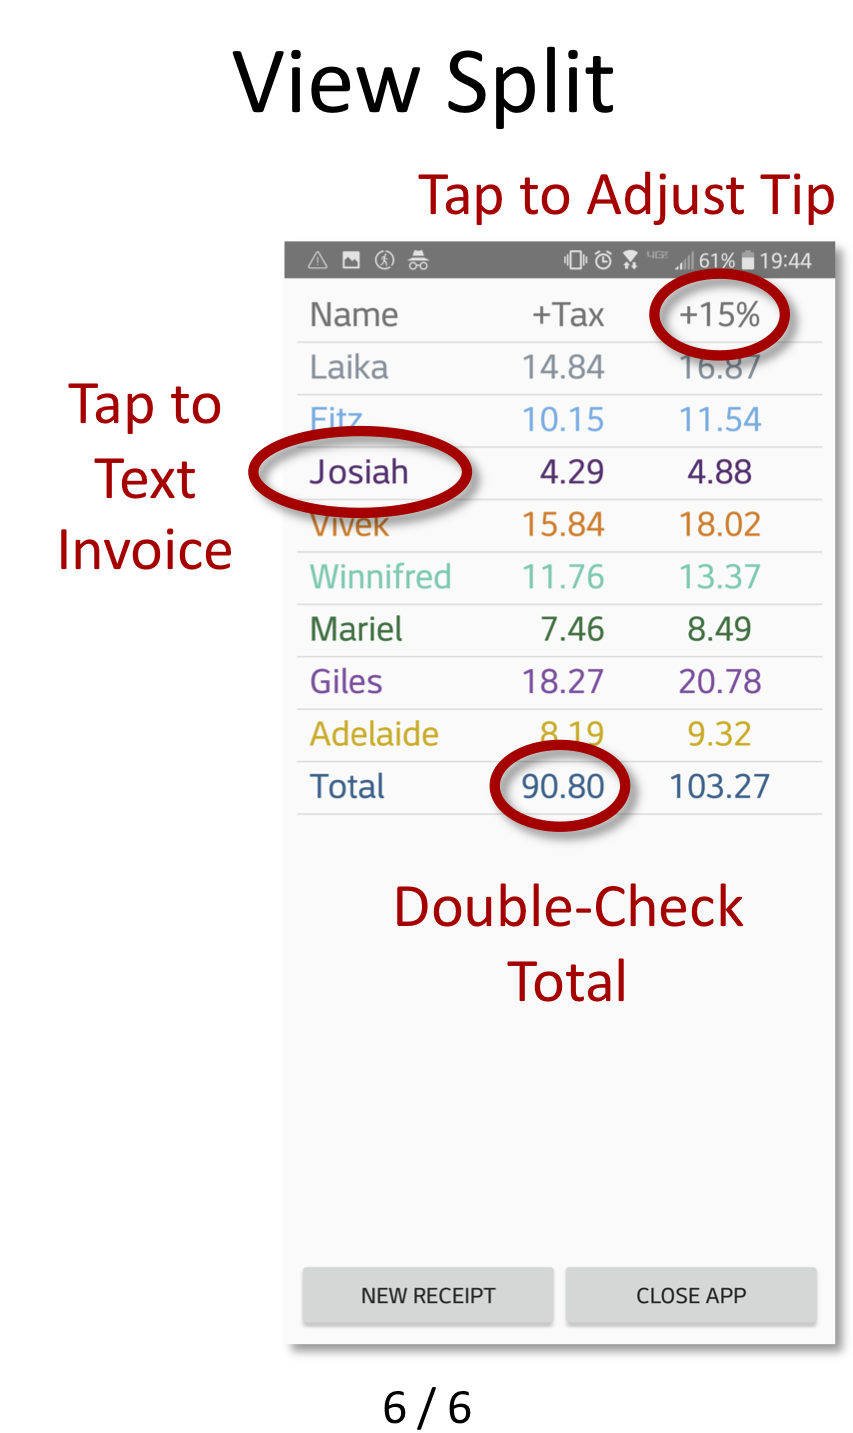 View Split
Tap to Adjust Tip
4GE 61% 19:44
Name +Tax +15%
Laika 14.84 16.87
Fitz 10.15 11.54
Tap to
Text
Invoice
Josiah 4.29 4.88
Vivek 15.84 18.02
Winnifred 11.76 13.37
Mariel 7.46 8.49
Giles 18.27 20.78
Adelaide 8.19 9.32
Total 90.80 103.27
Double-Check
Total
NEW RECEIPT CLOSE APP
6 / 6